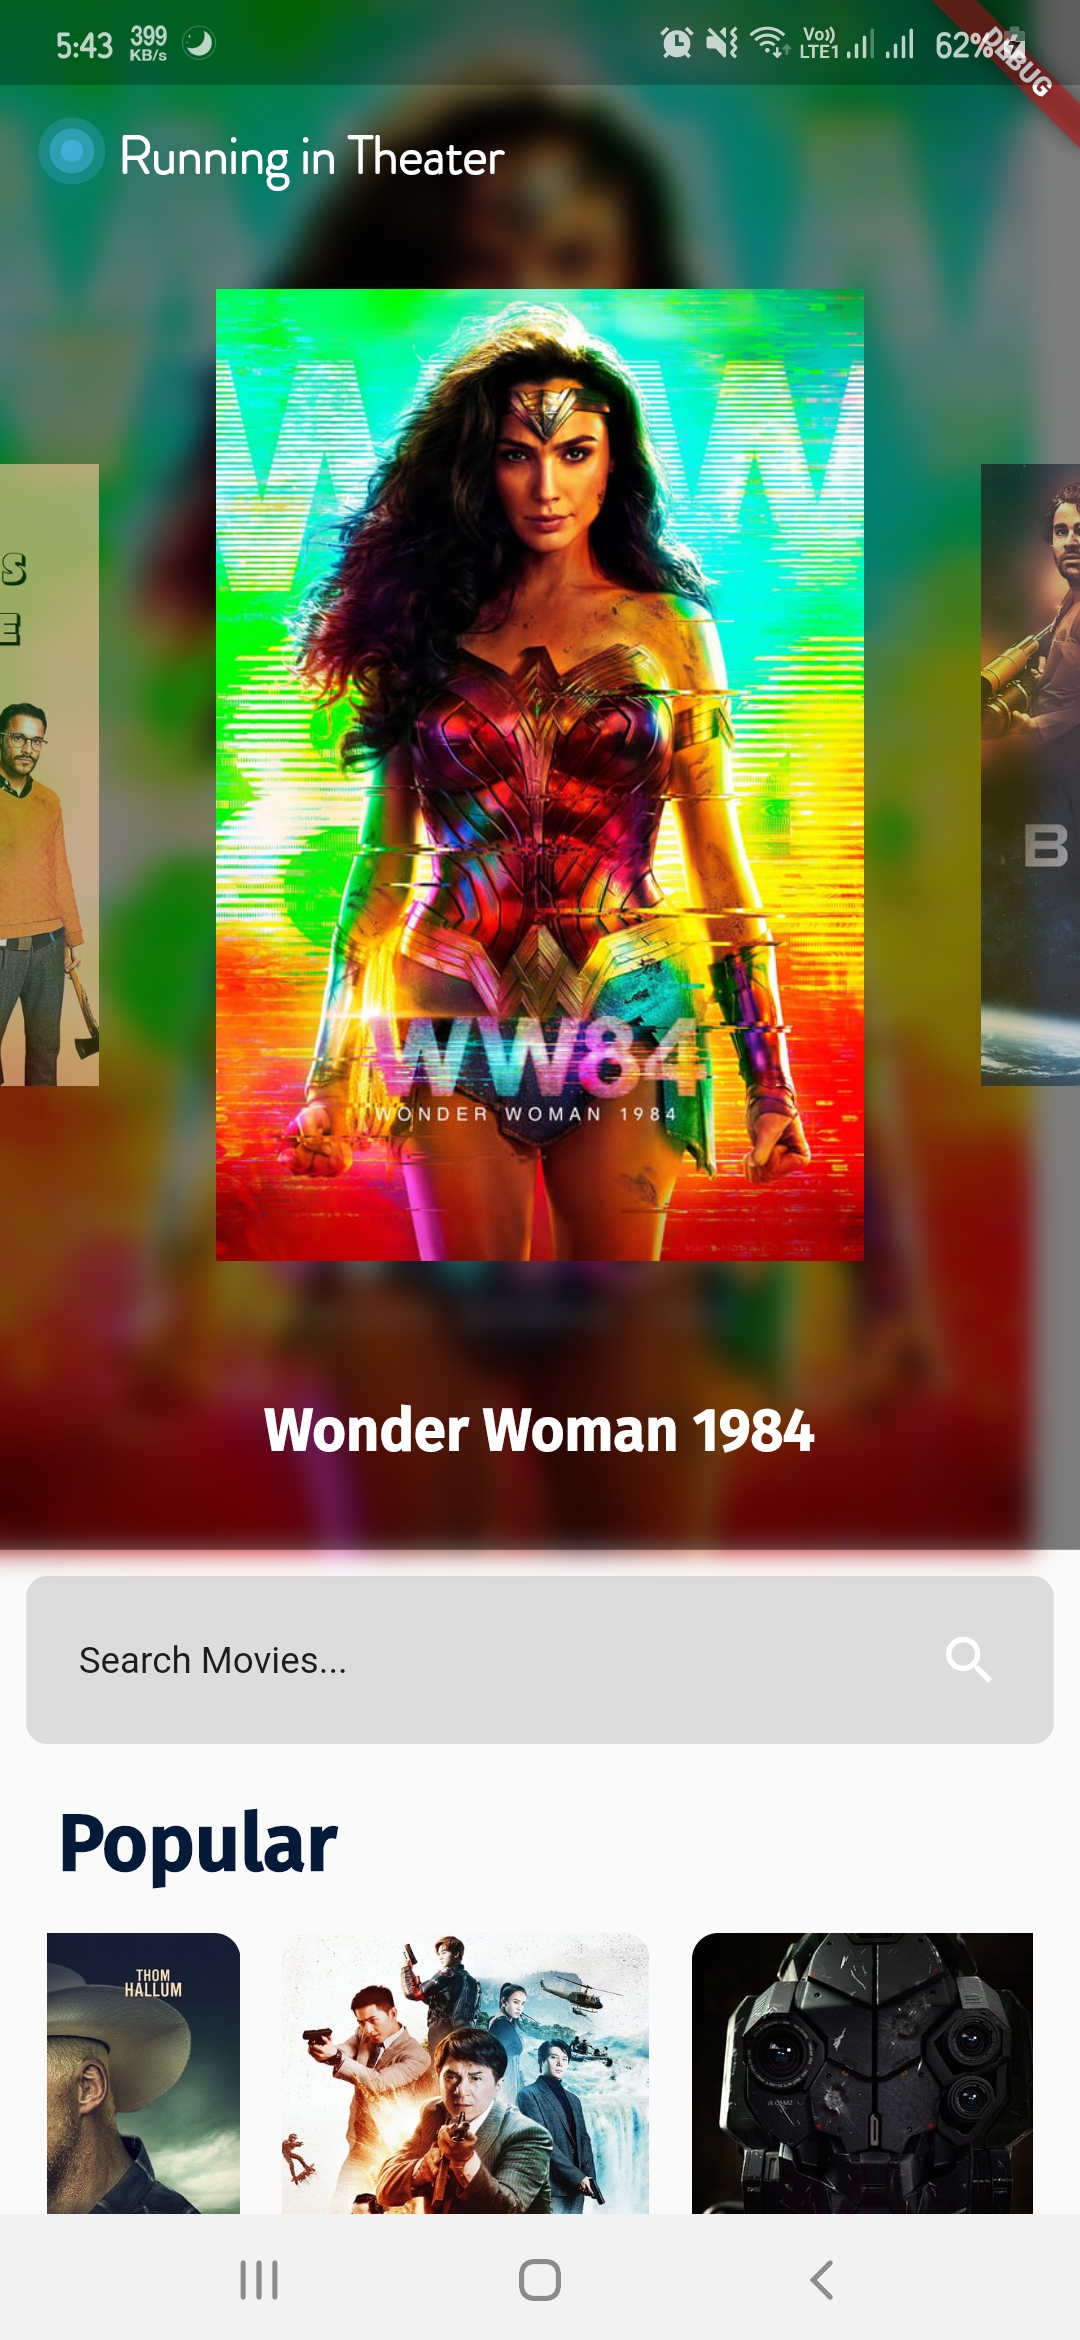 5:43
399
KB/s
Vo))
LTE1
62%
DEBUG
Running in Theater
WW
S
E
B
WW84
WONDER WOMAN 1984
Wonder Woman 1984
Search Movies...
Popular
THOM
HALLUM